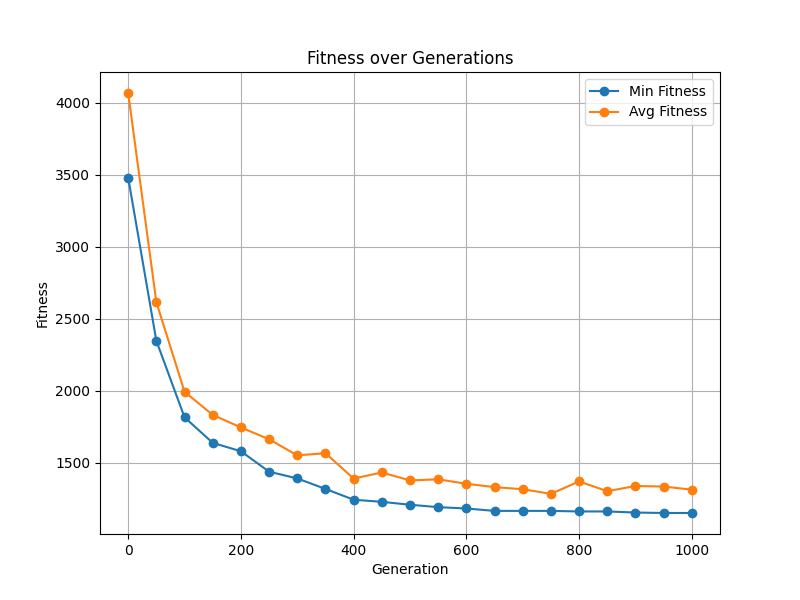 Fitness over Generations
Min Fitness
Avg Fitness
4000
3500
3000
2500
2000
1500
Fitness
0 200 400 600 800 1000
Generation